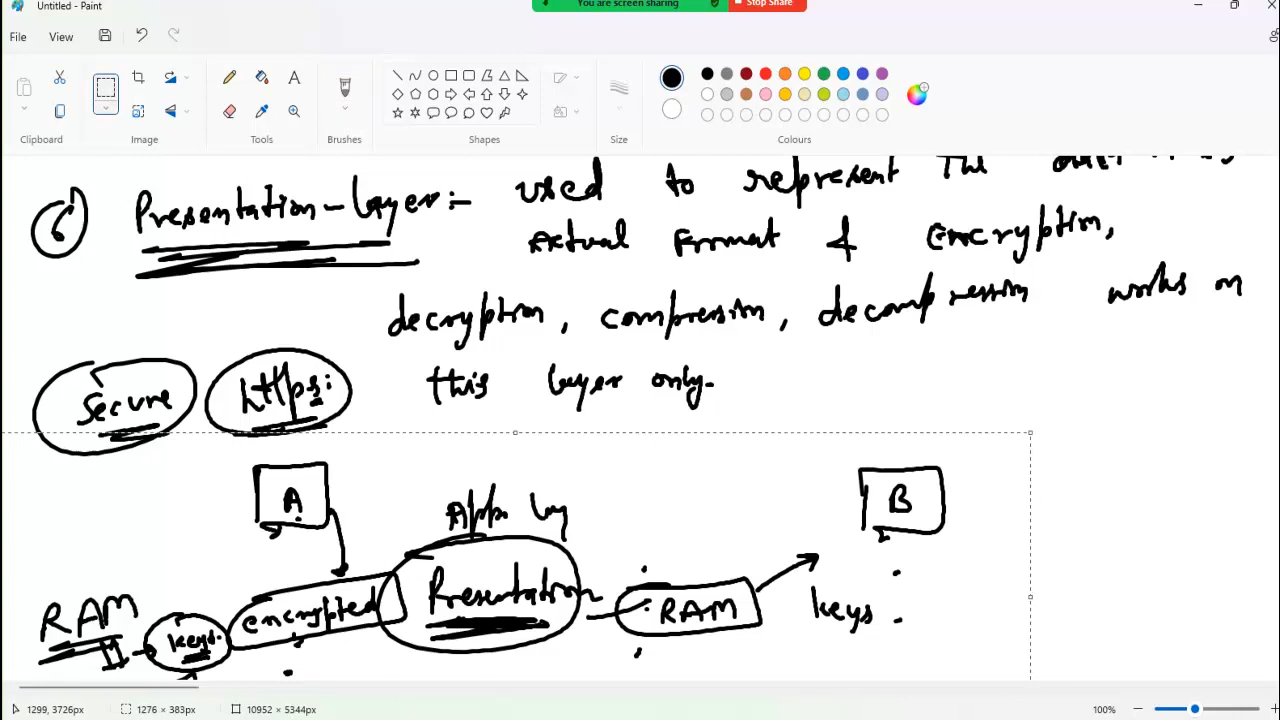 Untitled - Paint
You are screen sharing
Stop Share
File View
Clipboard Image Tools Brushes Shapes Size Colours
6 Presentation-layer:- used to represent the
Actual Format & Encryption,
decryption, compression, decompression works on
this layer only.
Secure https:
A
B
App. ly
Presentation
RAM
keys.
encrypted
RAM
keys
1299, 3726px 1276 × 383px 10952 × 5344px 100%